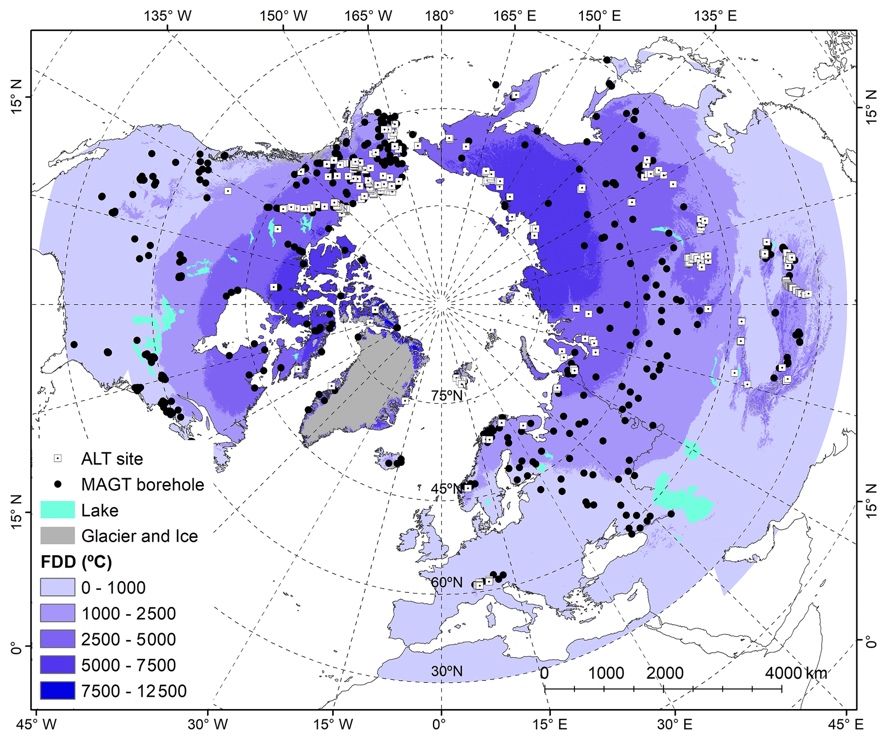 135° W 150° W 165° W 180° 165° E 150° E 135° E
15° N 15° N
75°N
ALT site
MAGT borehole
45°N
Lake
15° N 15° N
Glacier and Ice
FDD (ºC)
0 - 1000
60°N
1000 - 2500
2500 - 5000
0° 0°
5000 - 7500
30°N
0 1000 2000 4000 km
7500 - 12 500
45° W 30° W 15° W 0° 15° E 30° E 45° E